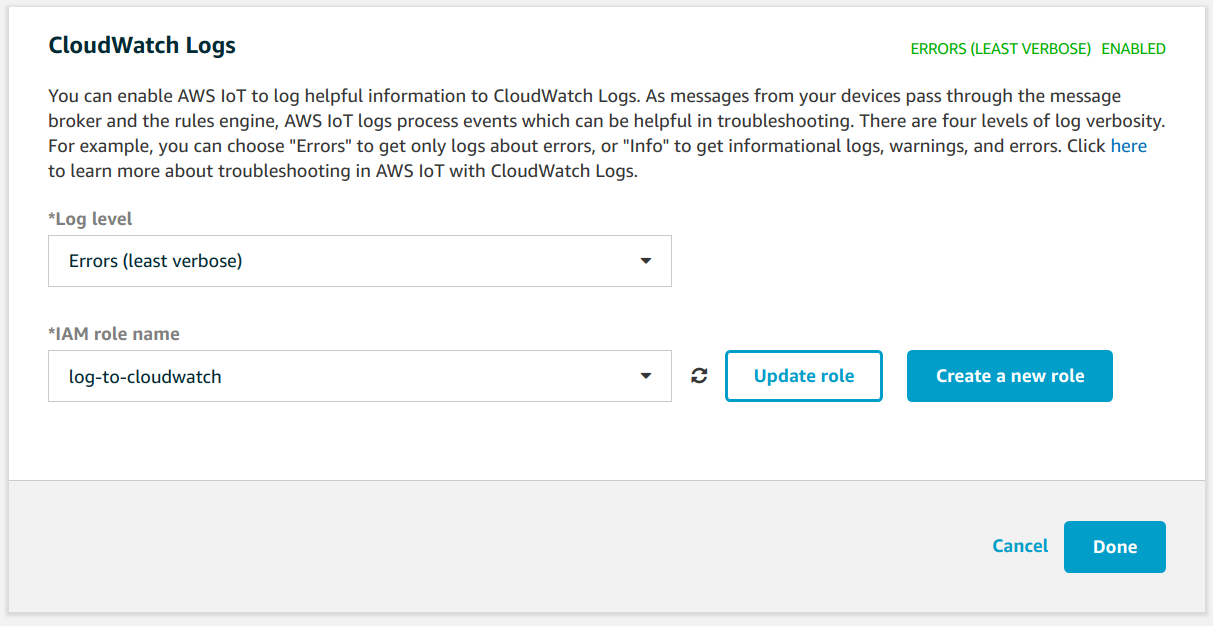 CloudWatch Logs
ERRORS (LEAST VERBOSE) ENABLED
You can enable AWS IoT to log helpful information to CloudWatch Logs. As messages from your devices pass through the message
broker and the rules engine, AWS IoT logs process events which can be helpful in troubleshooting. There are four levels of log verbosity.
For example, you can choose "Errors" to get only logs about errors, or "Info" to get informational logs, warnings, and errors. Click here
to learn more about troubleshooting in AWS IoT with CloudWatch Logs.
*Log level
Errors (least verbose)
*IAM role name
log-to-cloudwatch
Update role
Create a new role
Cancel
Done